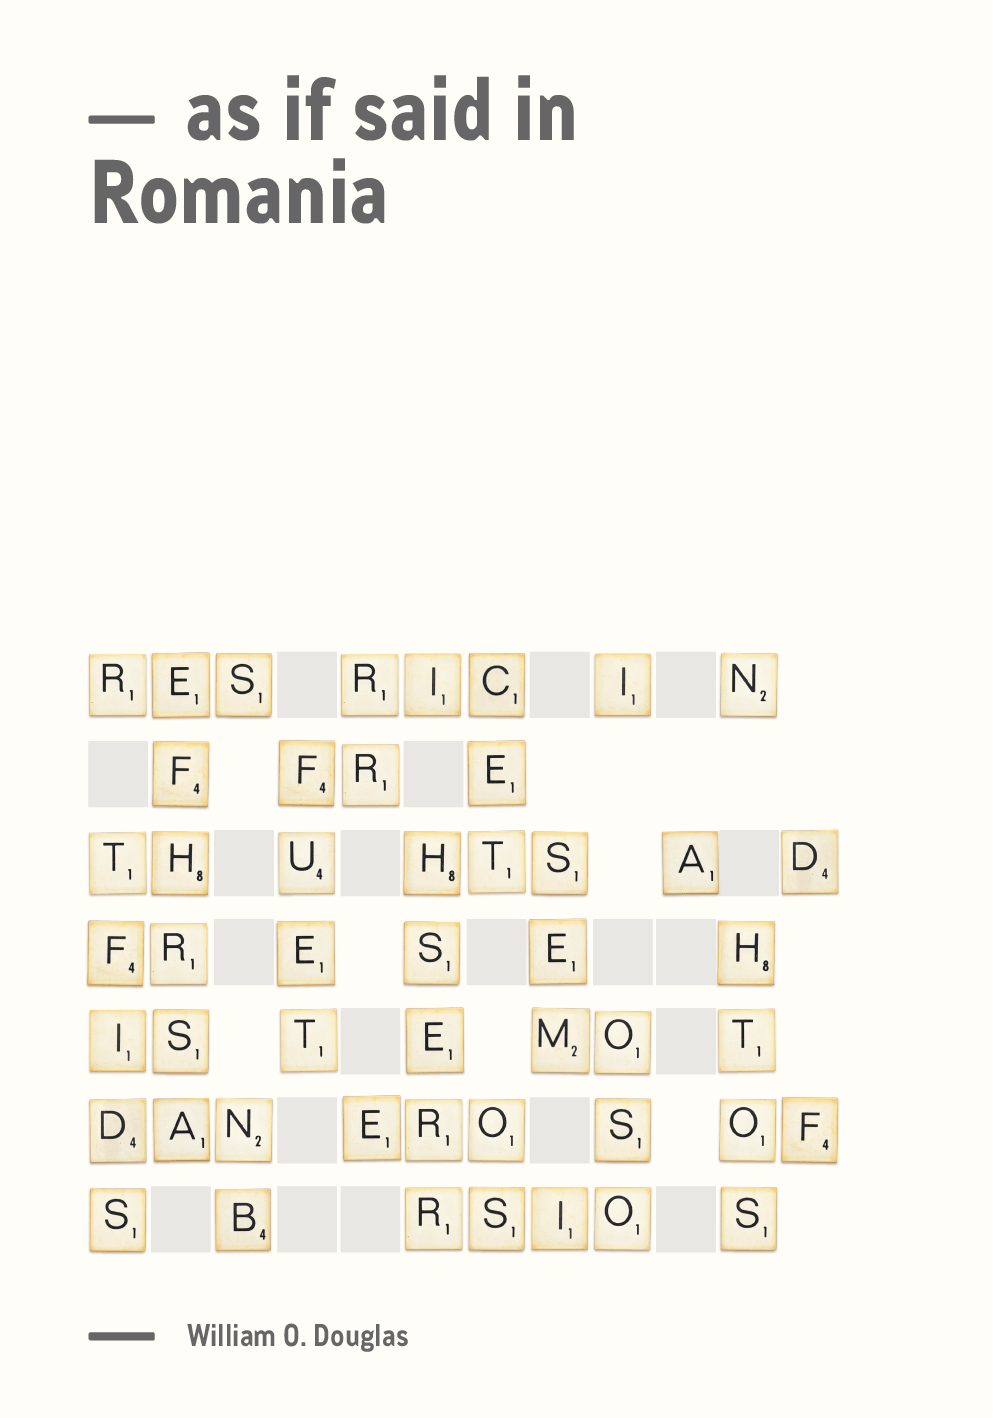 — as if said in
Romania
RES RIC I N
F FR E
TH U HTS A D
FR E S E H
IS T E MO T
DAN ERO S OF
S B RSIO S
— William O. Douglas